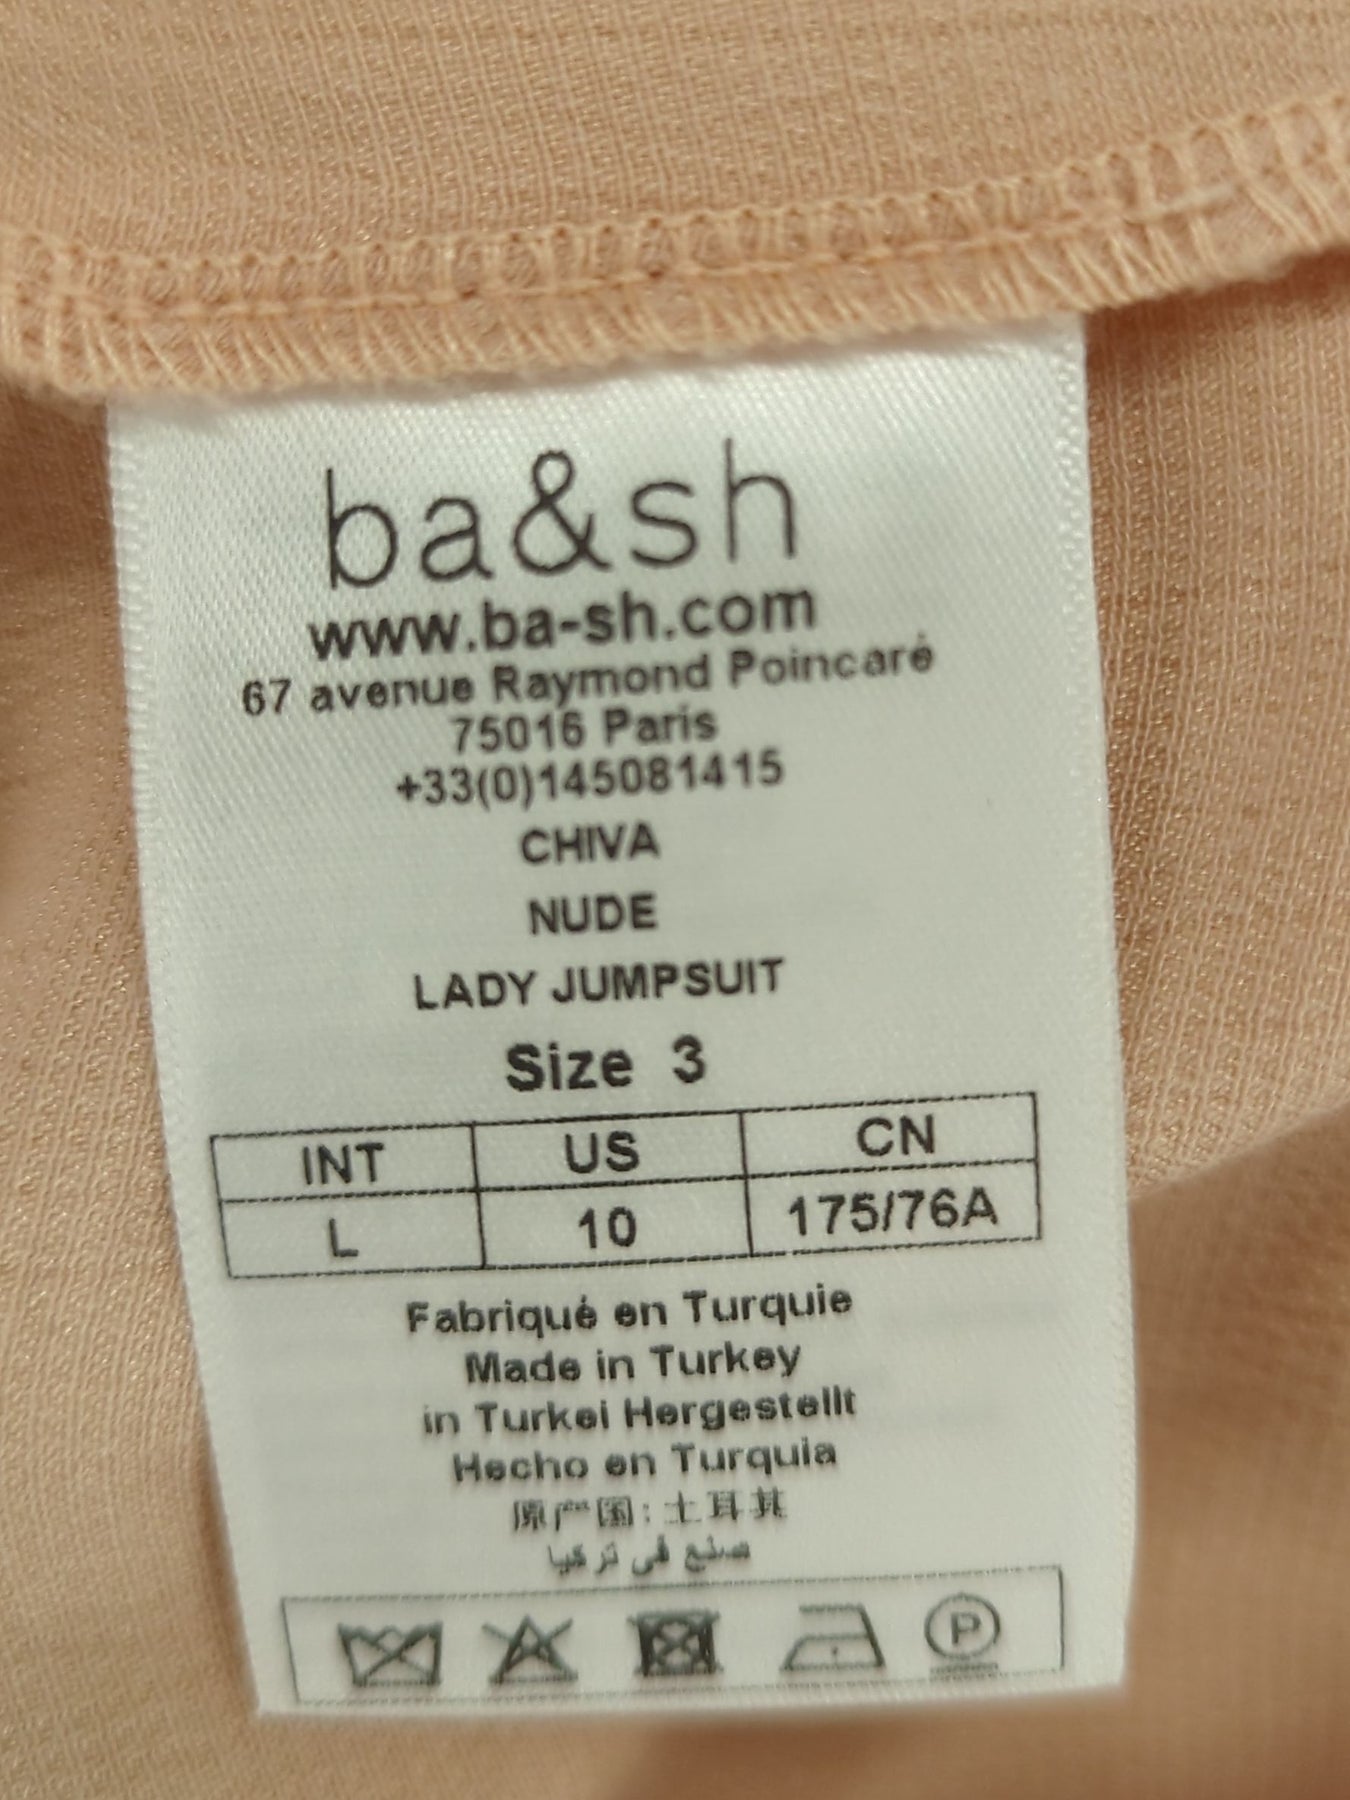 ba&sh
www.ba-sh.com
67 avenue Raymond Poincaré
75016 Paris
+33(0)145081415
CHIVA
NUDE
LADY JUMPSUIT
Size 3
INT US CN
L 10 175/76A
Fabriqué en Turquie
Made in Turkey
in Turkei Hergestellt
Hecho en Turquia
原产国: 土耳其
صنع في تركيا
P